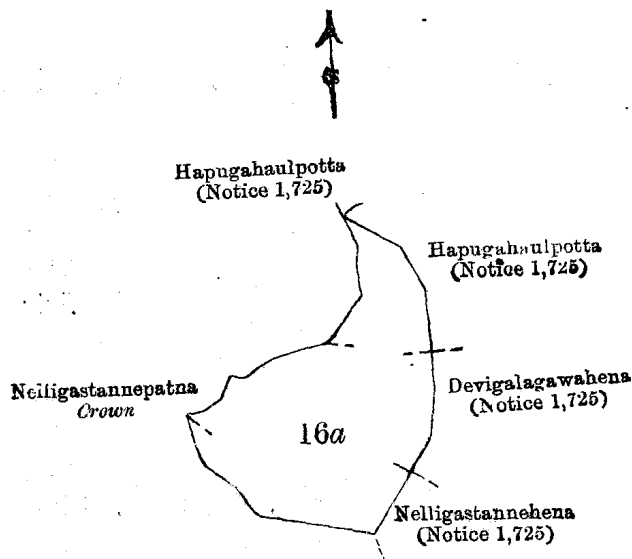 Hapugahaulpotta
(Notice 1,725)
Hapugahaulpotta
(Notice 1,725)
Nelligastannepatna
Crown
Devigalagawahena
(Notice 1,725)
16a
Nelligastannehena
(Notice 1,725)